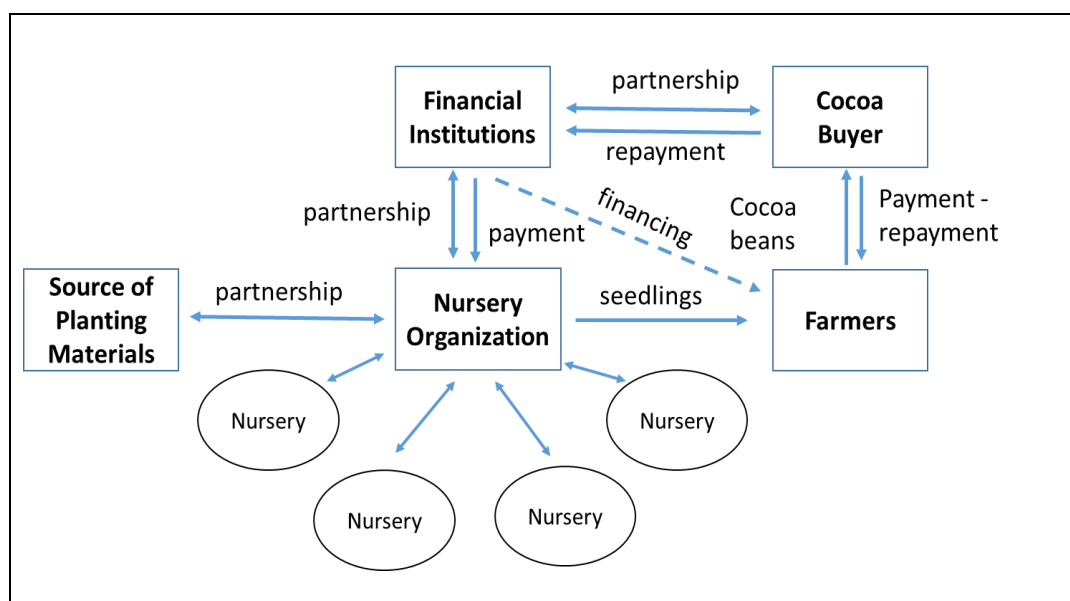 partnership
Financial
Institutions
Cocoa
Buyer
repayment
partnership
payment
financing
Cocoa
beans
Payment -
repayment
Source of
Planting
Materials
partnership
Nursery
Organization
seedlings
Farmers
Nursery
Nursery
Nursery
Nursery